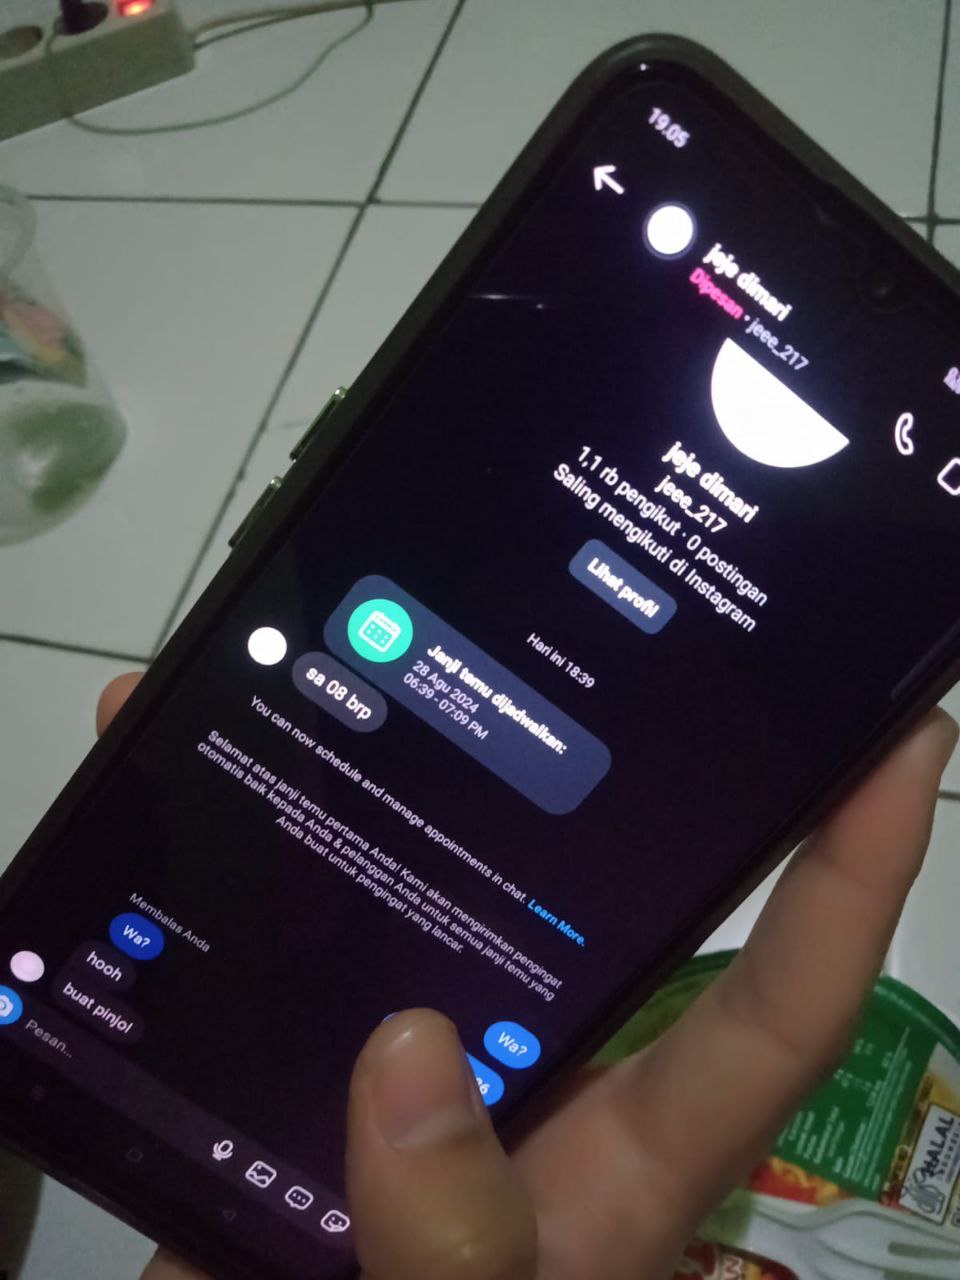 19.05
jeje dimari
Dipesan · jeee_217
jeje dimari
jeee_217
1,1 rb pengikut · 0 postingan
Saling mengikuti di Instagram
Lihat profil
Hari ini 18:39
Janji temu dijadwalkan:
28 Agu 2024
06:39 - 07:09 PM
sa 08 brp
You can now schedule and manage appointments in chat. Learn More.
Selamat atas janji temu pertama Anda! Kami akan mengirimkan pengingat
otomatis baik kepada Anda & pelanggan Anda untuk semua janji temu yang
Anda buat untuk pengingat yang lancar.
Wa?
Membalas Anda
Wa?
hooh
buat pinjol
Pesan...
HALAL